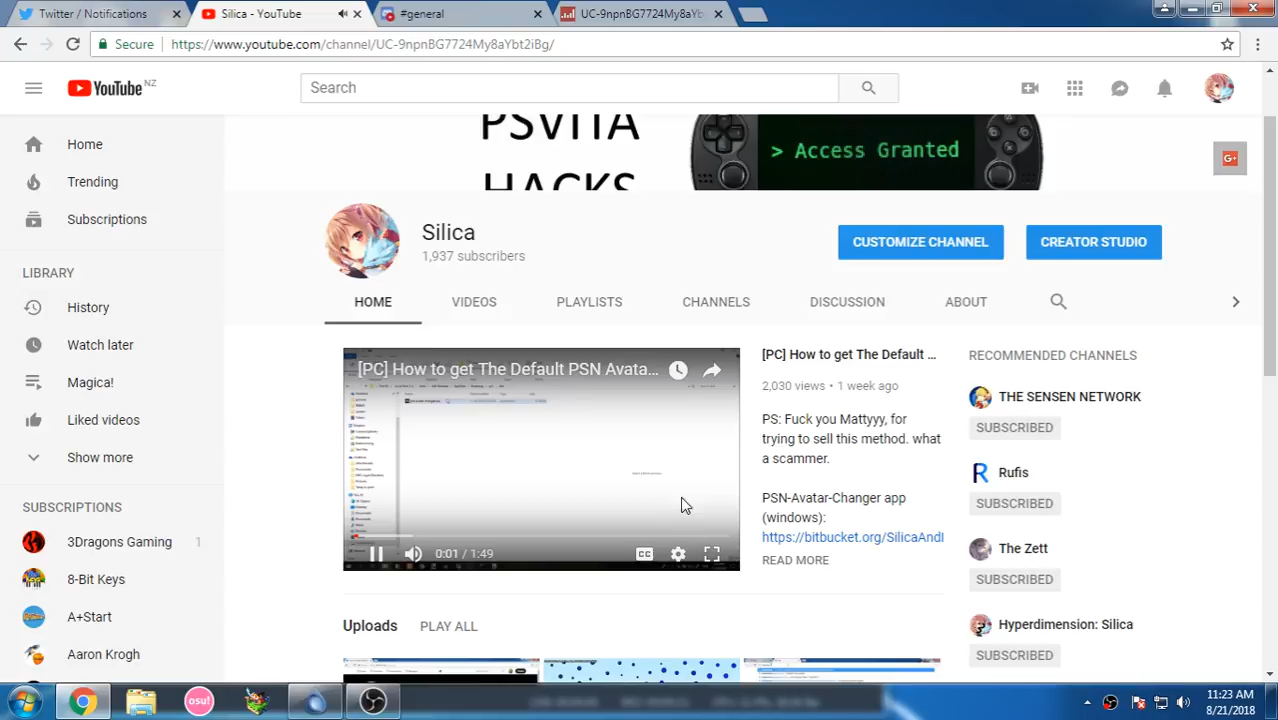 Twitter / Notifications
Silica - YouTube
#general
UC-9npnBG7724My8aYb
Secure
https://www.youtube.com/channel/UC-9npnBG7724My8aYbt2iBg/
YouTube NZ
Search
Home
Trending
Subscriptions
LIBRARY
History
Watch later
Magica!
Liked videos
Show more
SUBSCRIPTIONS
3Dragons Gaming 1
8-Bit Keys
A+Start
Aaron Krogh
PSVITA
HACKS
> Access Granted
G+
Silica
1,937 subscribers
CUSTOMIZE CHANNEL
CREATOR STUDIO
HOME
VIDEOS
PLAYLISTS
CHANNELS
DISCUSSION
ABOUT
[PC] How to get The Default PSN Avata...
0:01 / 1:49
CC
[PC] How to get The Default ...
2,030 views • 1 week ago
PS: Fuck you Mattyyy, for
trying to sell this method. what
a scammer.
PSN-Avatar-Changer app
(windows):
https://bitbucket.org/SilicaAndI
READ MORE
Uploads
PLAY ALL
RECOMMENDED CHANNELS
THE SENSEN NETWORK
SUBSCRIBED
R
Rufis
SUBSCRIBED
The Zett
SUBSCRIBED
Hyperdimension: Silica
SUBSCRIBED
osu!
11:23 AM
8/21/2018